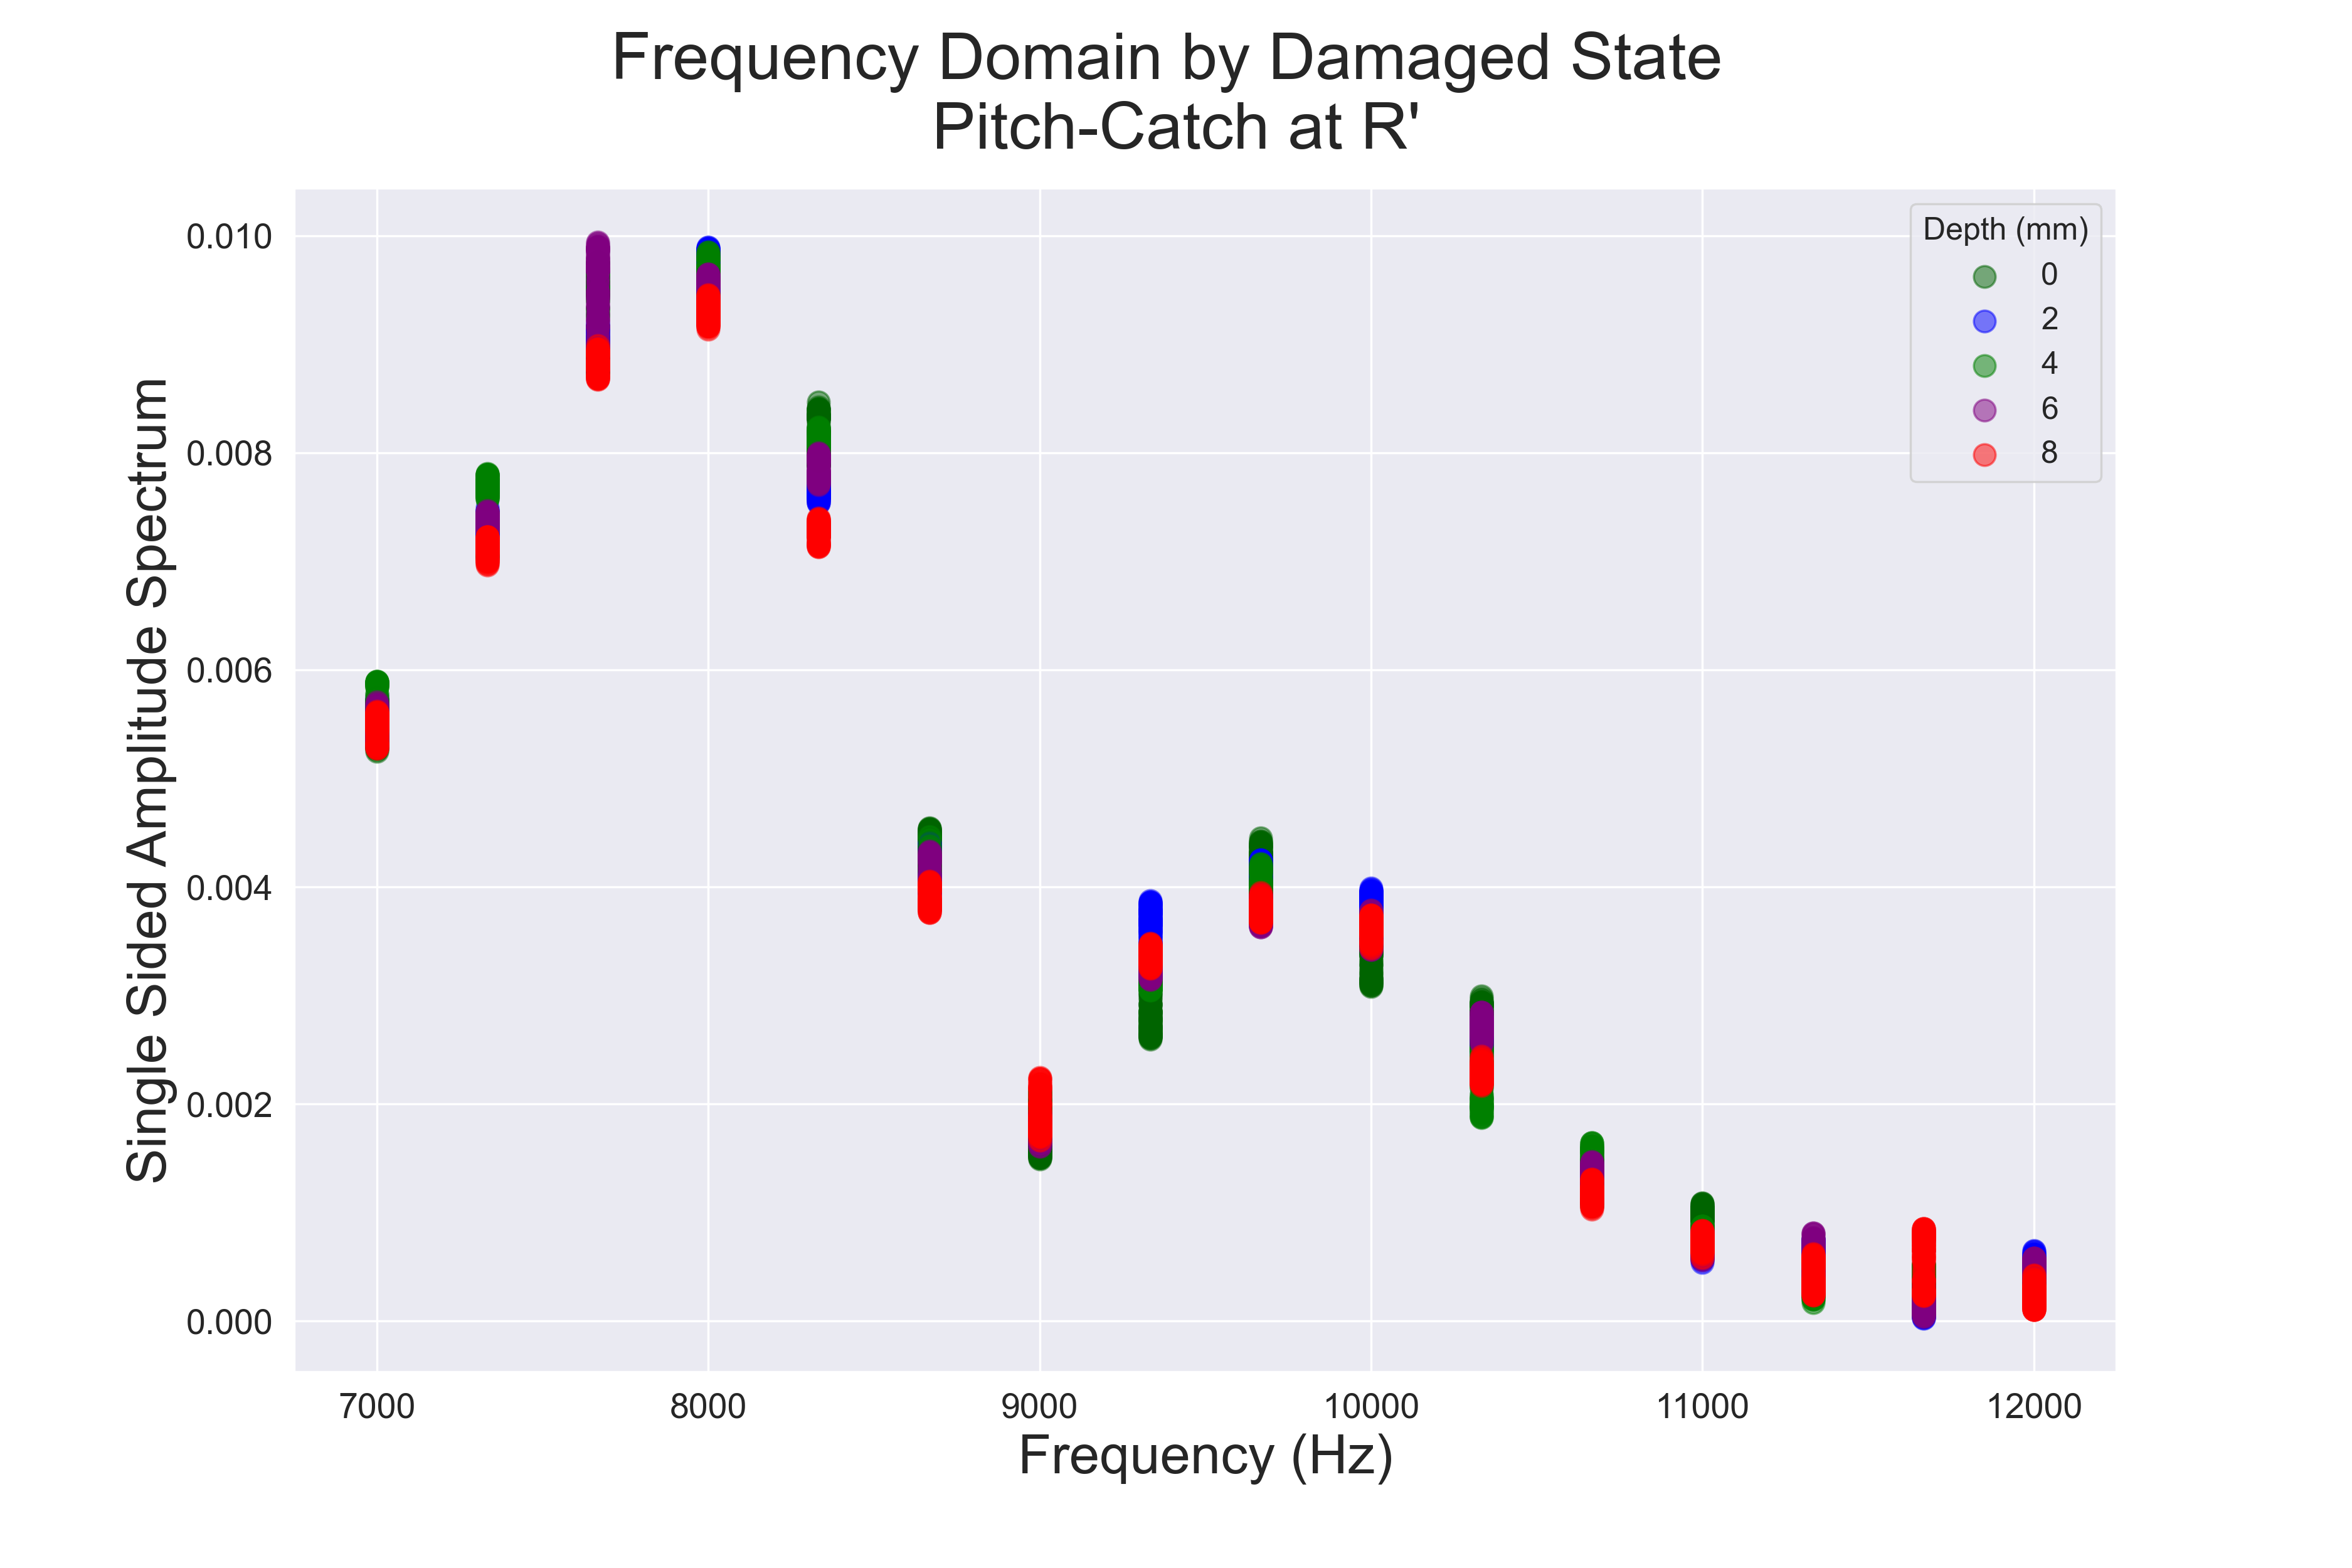 Frequency Domain by Damaged State
Pitch-Catch at R'
Single Sided Amplitude Spectrum
0.010
0.008
0.006
0.004
0.002
0.000
Depth (mm)
0
2
4
6
8
7000 8000 9000 10000 11000 12000
Frequency (Hz)